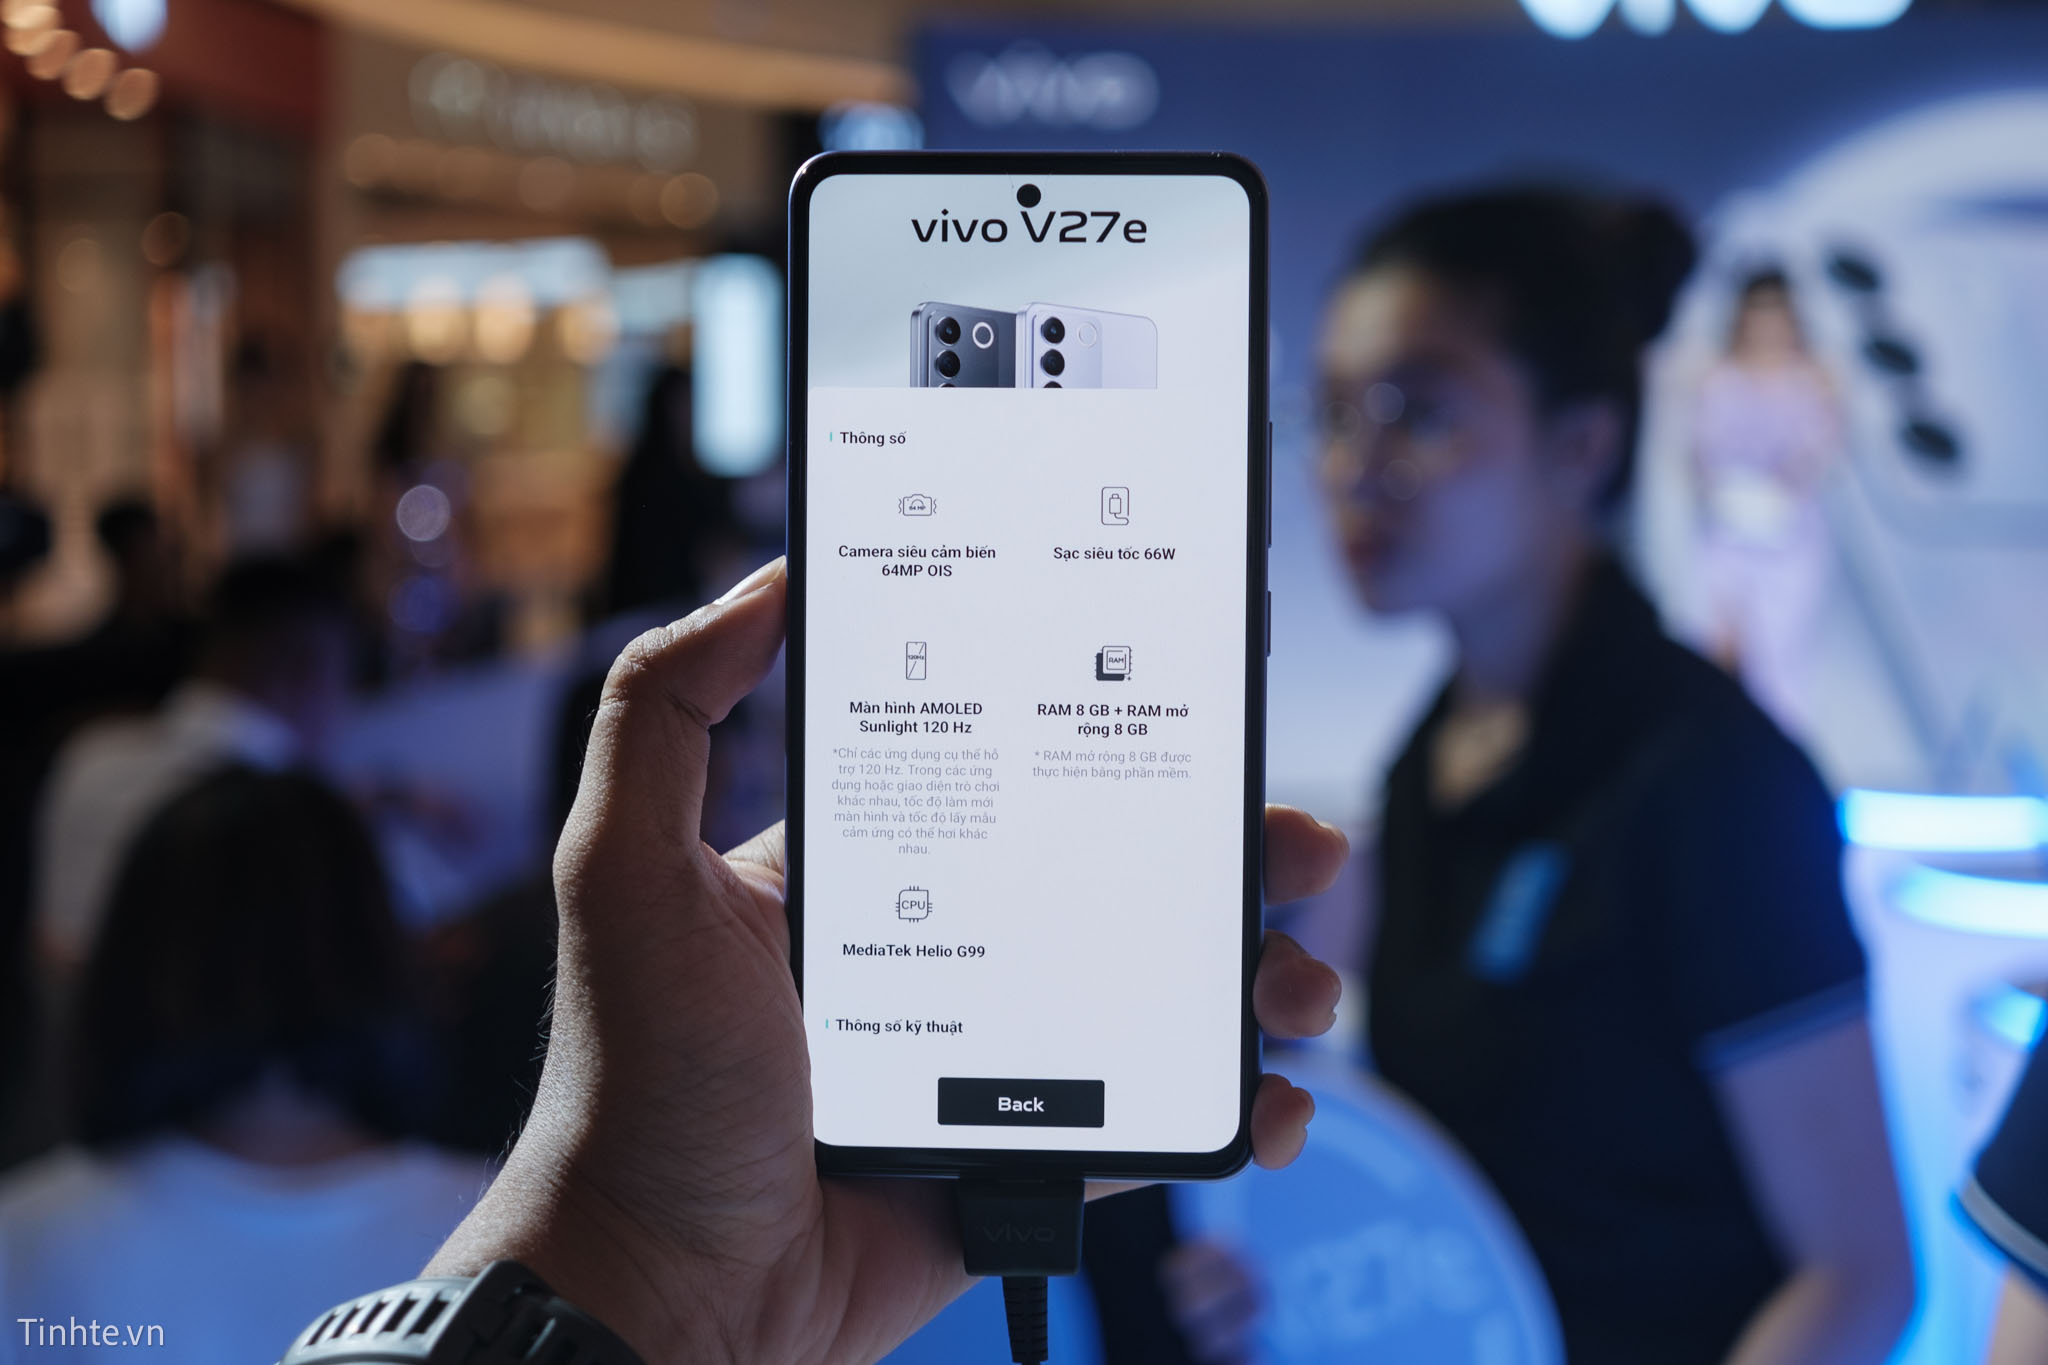 vivo
vivo V27e
Thông số
64 MP
Camera siêu cảm biến
64MP OIS
Sạc siêu tốc 66W
120Hz
Màn hình AMOLED
Sunlight 120 Hz
*Chỉ các ứng dụng cụ thể hỗ
trợ 120 Hz. Trong các ứng
dụng hoặc giao diện trò chơi
khác nhau, tốc độ làm mới
màn hình và tốc độ lấy mẫu
cảm ứng có thể hơi khác
nhau.
RAM
RAM 8 GB + RAM mở
rộng 8 GB
* RAM mở rộng 8 GB được
thực hiện bằng phần mềm.
CPU
MediaTek Helio G99
Thông số kỹ thuật
Back
vivo
V27e
Tinhte.vn